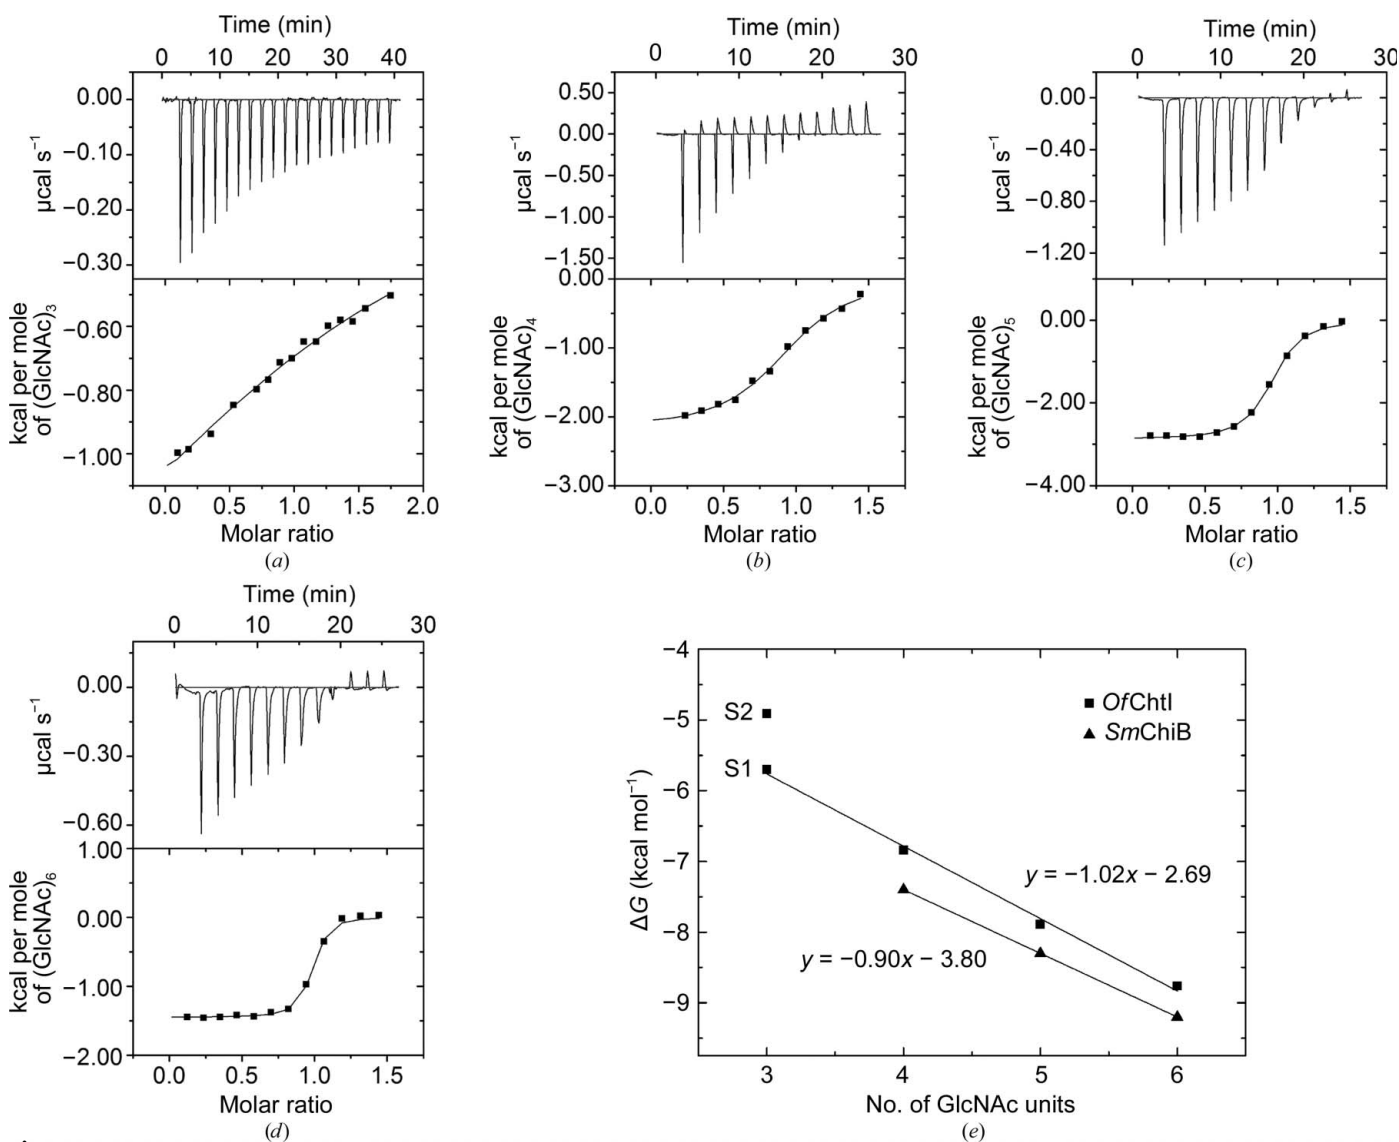 Time (min)
0 10 20 30 40
0.00
−0.10
−0.20
−0.30
µcal s⁻¹
−0.60
−0.80
−1.00
kcal per mole
of (GlcNAc)₃
0.0 0.5 1.0 1.5 2.0
Molar ratio
(a)
Time (min)
0 10 20 30
0.50
0.00
−0.50
−1.00
−1.50
µcal s⁻¹
0.00
−1.00
−2.00
−3.00
kcal per mole
of (GlcNAc)₄
0.0 0.5 1.0 1.5
Molar ratio
(b)
Time (min)
0 10 20 30
0.00
−0.40
−0.80
−1.20
µcal s⁻¹
0.00
−2.00
−4.00
kcal per mole
of (GlcNAc)₅
0.0 0.5 1.0 1.5
Molar ratio
(c)
Time (min)
0 10 20 30
0.00
−0.30
−0.60
µcal s⁻¹
1.00
0.00
−1.00
−2.00
kcal per mole
of (GlcNAc)₆
0.0 0.5 1.0 1.5
Molar ratio
(d)
−4
−5
−6
−7
−8
−9
ΔG (kcal mol⁻¹)
S2
S1
OfChtI
SmChiB
y = −1.02x − 2.69
y = −0.90x − 3.80
3 4 5 6
No. of GlcNAc units
(e)